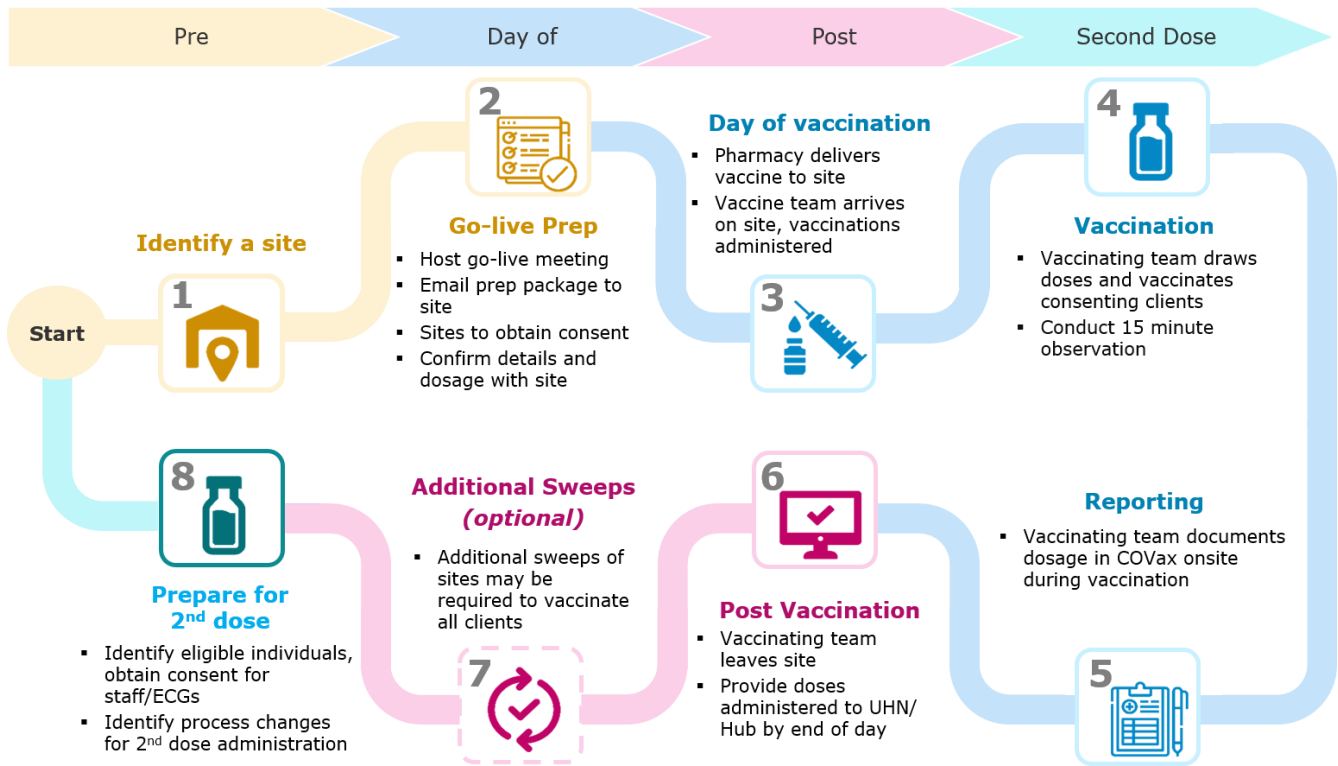 Pre
Day of
Post
Second Dose
Start
1
Identify a site
2
Go-live Prep
▪ Host go-live meeting
▪ Email prep package to
site
▪ Sites to obtain consent
▪ Confirm details and
dosage with site
Day of vaccination
▪ Pharmacy delivers
vaccine to site
▪ Vaccine team arrives
on site, vaccinations
administered
3
4
Vaccination
▪ Vaccinating team draws
doses and vaccinates
consenting clients
▪ Conduct 15 minute
observation
Reporting
▪ Vaccinating team documents
dosage in COVax onsite
during vaccination
5
6
Post Vaccination
▪ Vaccinating team
leaves site
▪ Provide doses
administered to UHN/
Hub by end of day
Additional Sweeps
(optional)
▪ Additional sweeps of
sites may be
required to vaccinate
all clients
7
8
Prepare for
2nd dose
▪ Identify eligible individuals,
obtain consent for
staff/ECGs
▪ Identify process changes
for 2nd dose administration